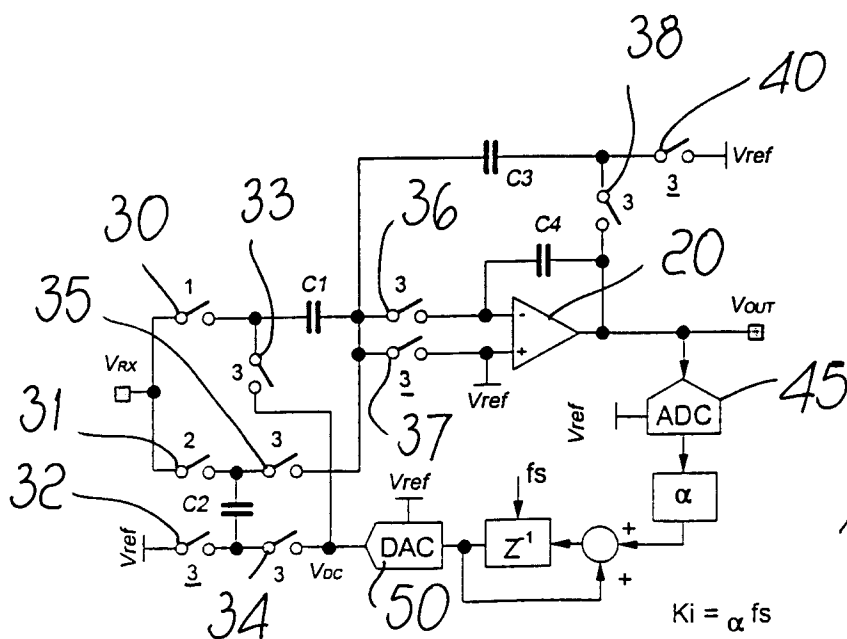 38
40
C3
Vref
3
3
33
36
C4
20
30
35
1
C1
3
VOUT
VRX
3
3
Vref
37
Vref
ADC
45
31
2
3
C2
Vref
fs
α
32
Vref
3
3
VDC
DAC
Z⁻¹
+
+
34
50
Ki = α fs